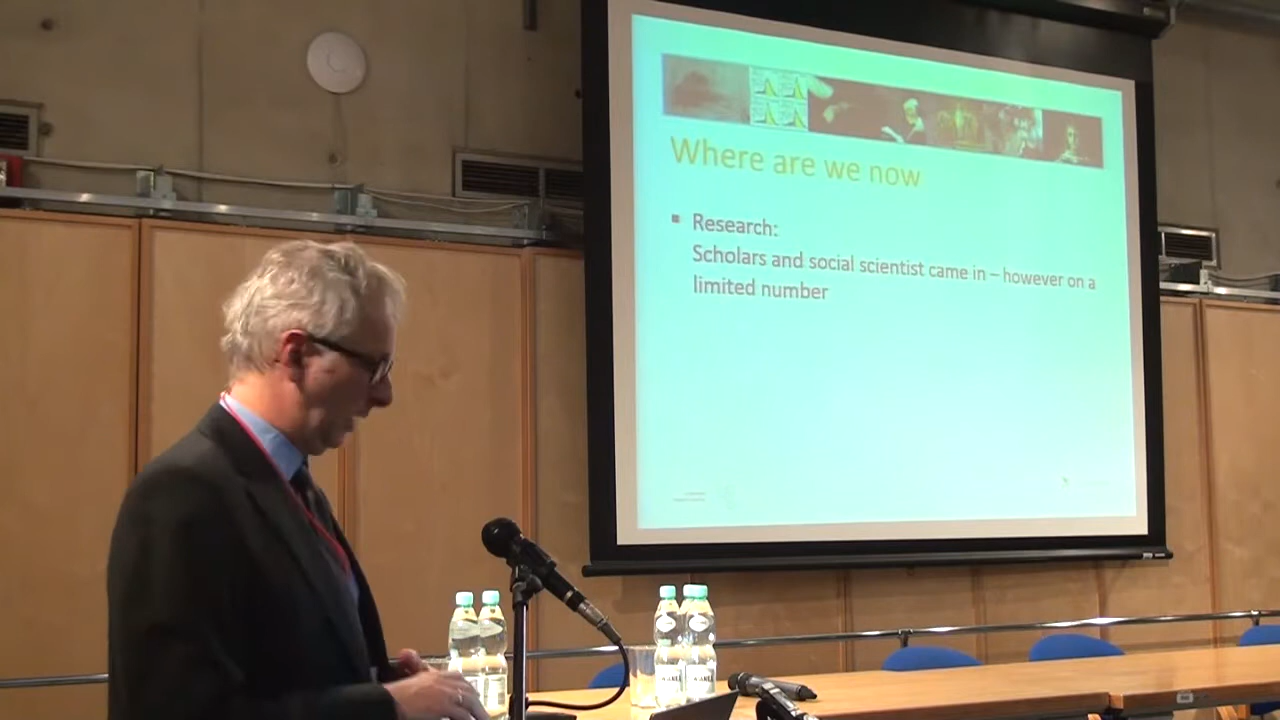 Where are we now
Research:
Scholars and social scientist came in – however on a
limited number